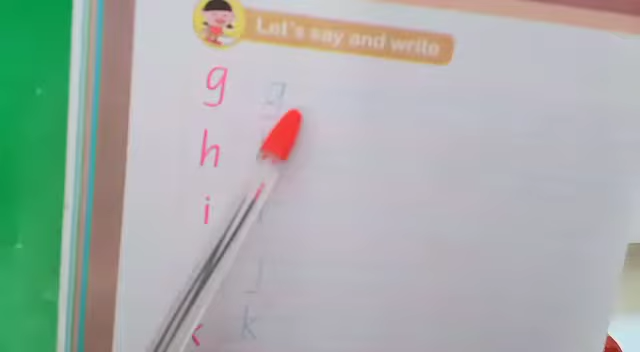 Let's say and write
g g
h
i
j
k k